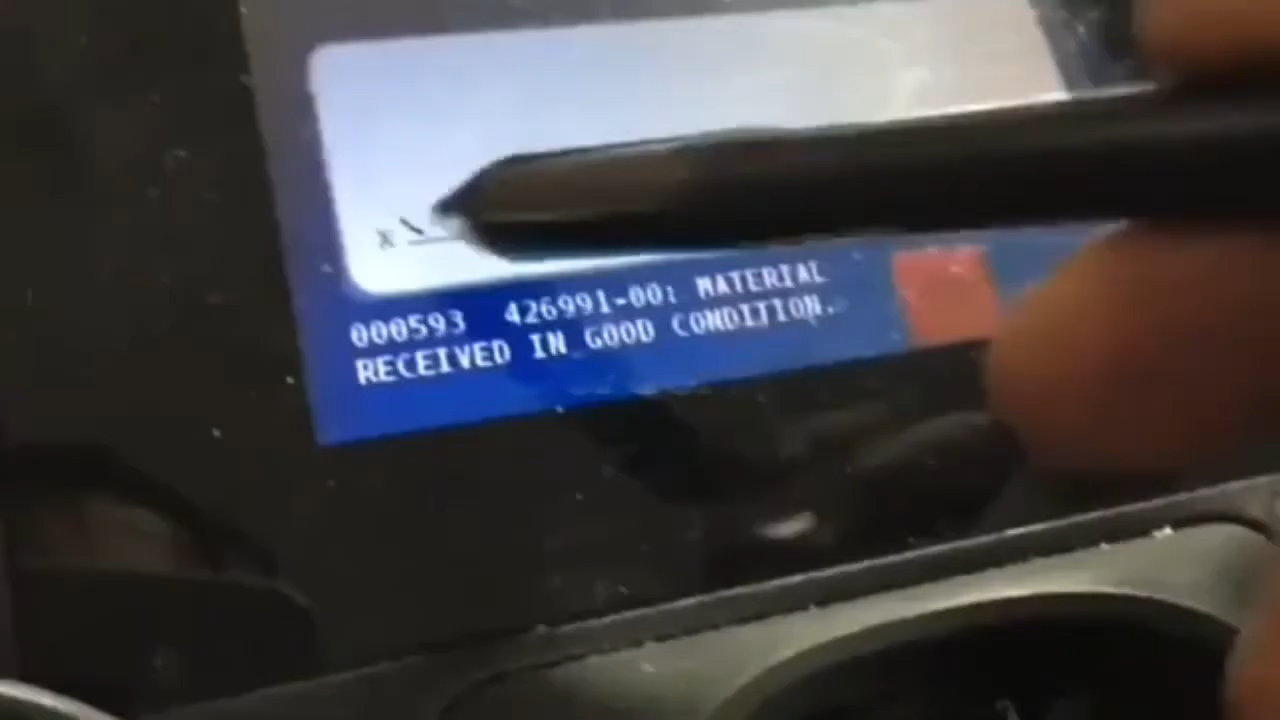 X
000593 426991-00: MATERIAL
RECEIVED IN GOOD CONDITION.